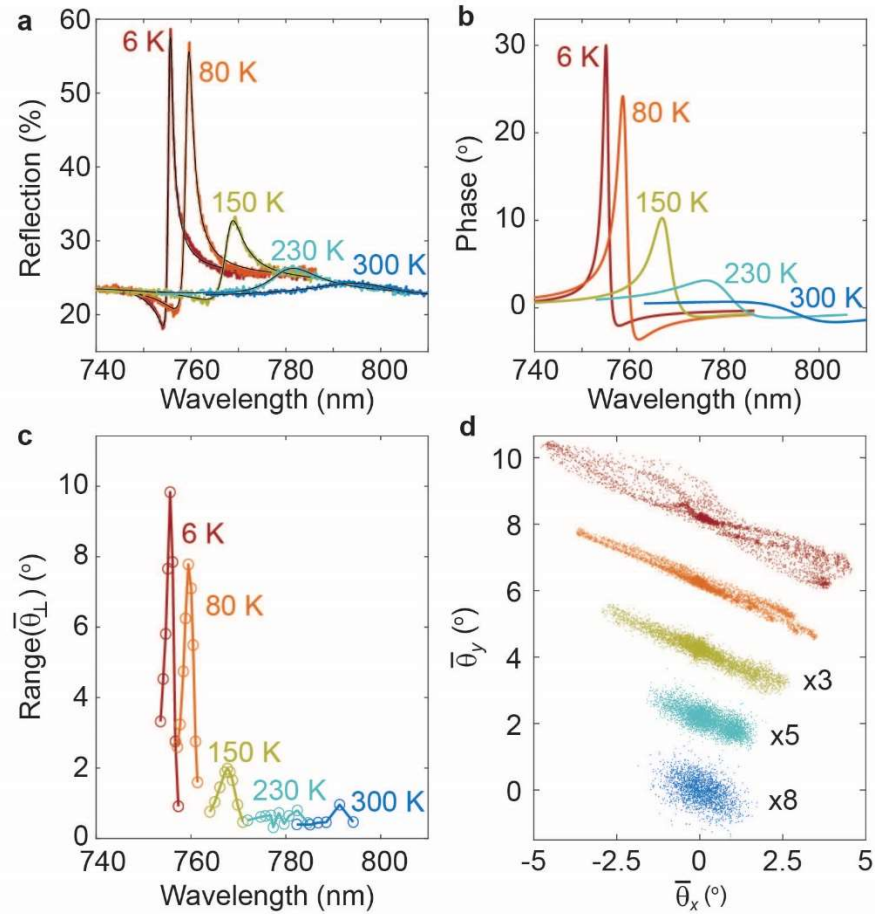 a
60
50
40
30
20
Reflection (%)
6 K
80 K
150 K
230 K
300 K
740 760 780 800
Wavelength (nm)
b
30
20
10
0
Phase (°)
6 K
80 K
150 K
230 K
300 K
740 760 780 800
Wavelength (nm)
c
10
8
6
4
2
0
Range(θ̅⊥) (°)
6 K
80 K
150 K
230 K
300 K
740 760 780 800
Wavelength (nm)
d
10
8
6
4
2
0
θ̅y (°)
x3
x5
x8
-5 -2.5 0 2.5 5
θ̅x (°)